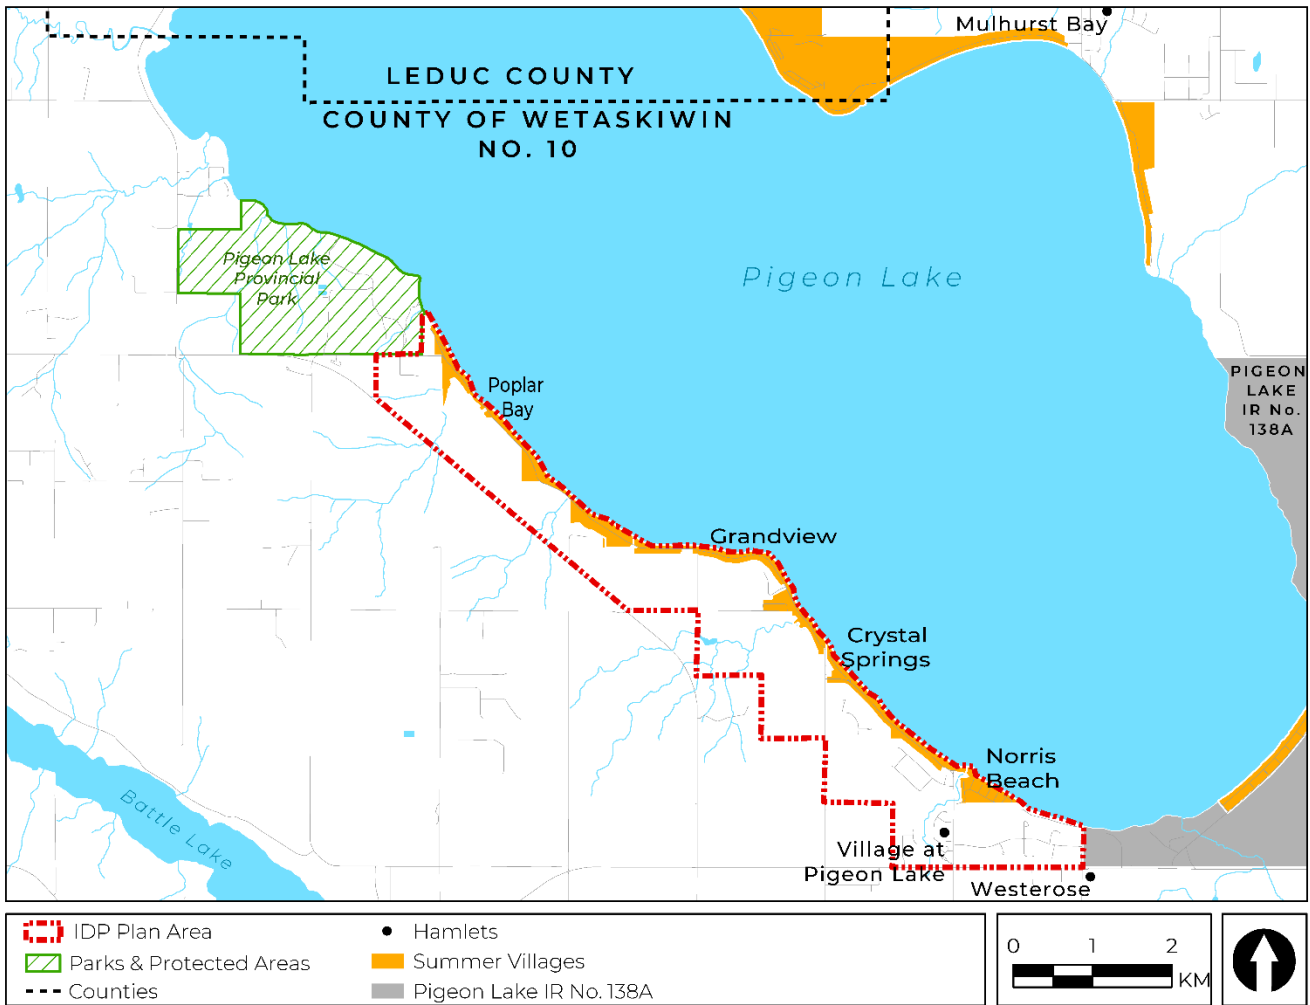 Mulhurst Bay
LEDUC COUNTY
COUNTY OF WETASKIWIN
NO. 10
Pigeon Lake
Provincial
Park
Pigeon Lake
PIGEON
LAKE
IR No.
138A
Poplar
Bay
Grandview
Crystal
Springs
Norris
Beach
Battle Lake
Village at
Pigeon Lake
Westerose
IDP Plan Area
Parks & Protected Areas
Counties
Hamlets
Summer Villages
Pigeon Lake IR No. 138A
0 1 2
KM